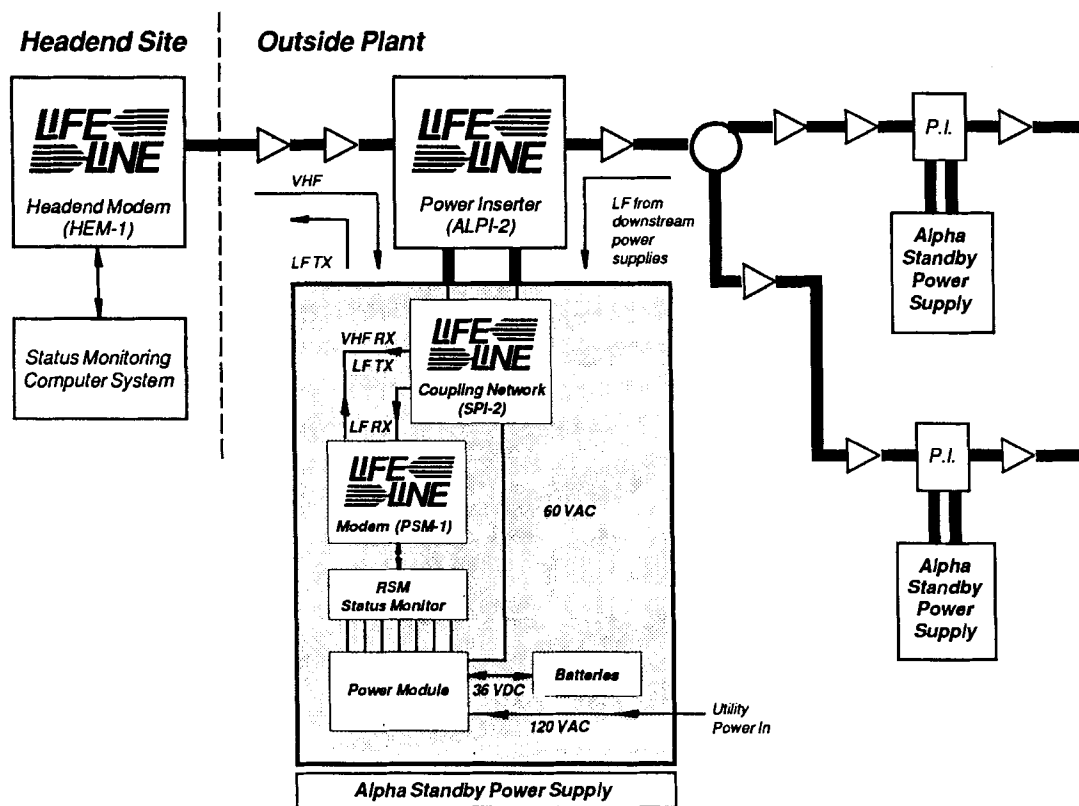 Headend Site
Outside Plant
LIFE
LINE
Headend Modem
(HEM-1)
Status Monitoring
Computer System
VHF
LF TX
LIFE
LINE
Power Inserter
(ALPI-2)
LF from
downstream
power
supplies
P.I.
Alpha
Standby
Power
Supply
P.I.
Alpha
Standby
Power
Supply
VHF RX
LF TX
LIFE
LINE
Coupling Network
(SPI-2)
LF RX
LIFE
LINE
Modem (PSM-1)
60 VAC
RSM
Status Monitor
Power Module
36 VDC
Batteries
120 VAC
Utility
Power In
Alpha Standby Power Supply